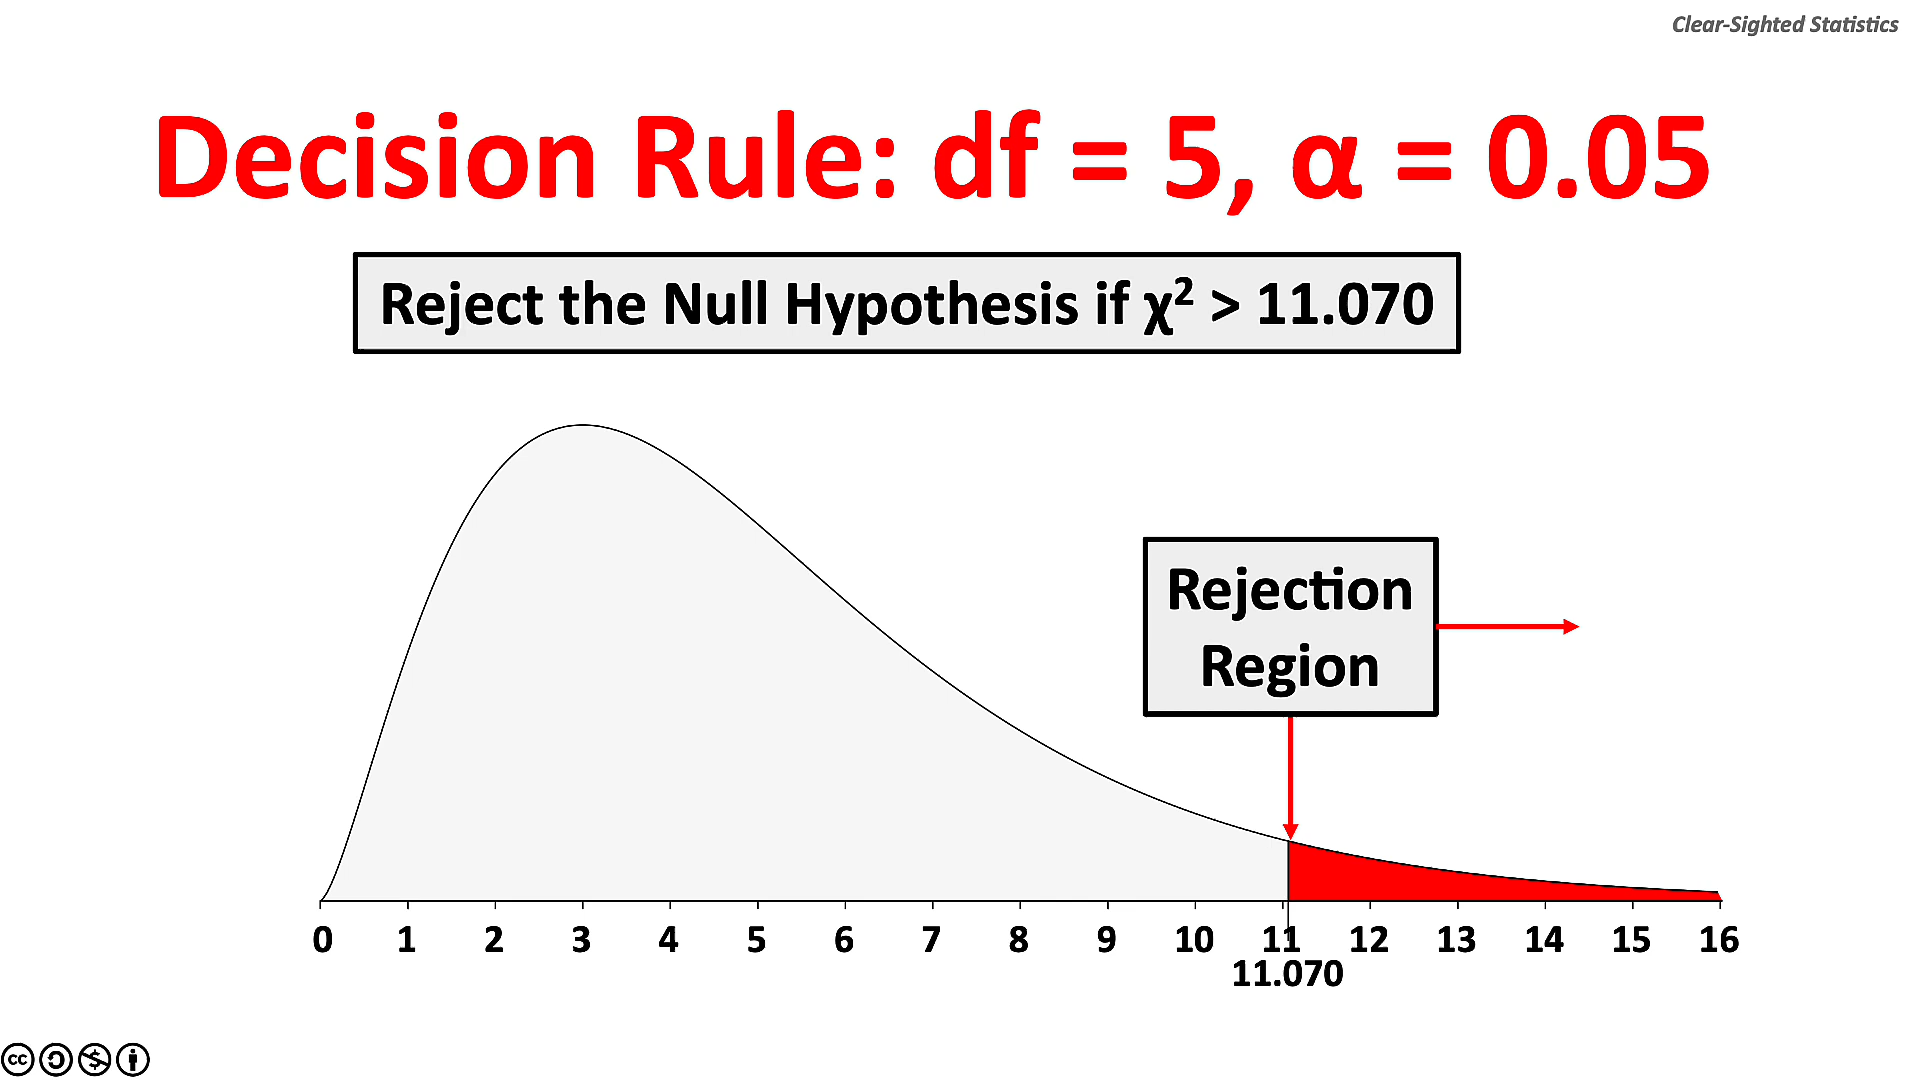 Clear-Sighted Statistics
Decision Rule: df = 5, α = 0.05
Reject the Null Hypothesis if χ² > 11.070
Rejection
Region
0 1 2 3 4 5 6 7 8 9 10 11 12 13 14 15 16
11.070
cc